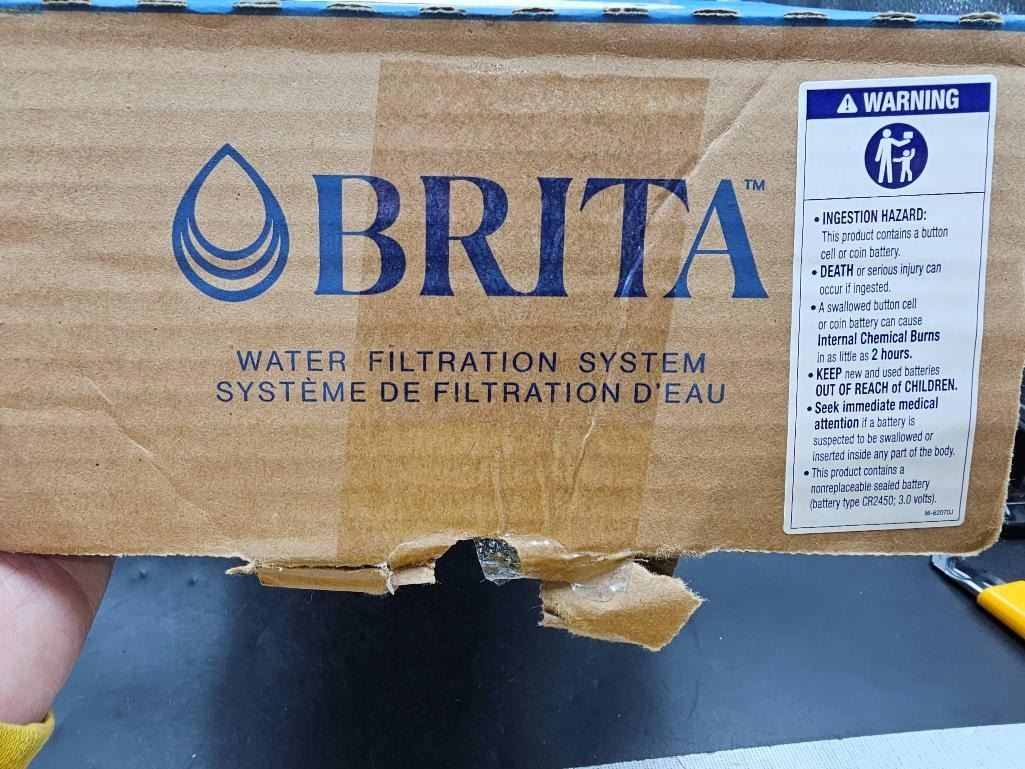 BRITA™
WATER FILTRATION SYSTEM
SYSTÈME DE FILTRATION D'EAU
WARNING
• INGESTION HAZARD:
This product contains a button
cell or coin battery.
• DEATH or serious injury can
occur if ingested.
• A swallowed button cell
or coin battery can cause
Internal Chemical Burns
in as little as 2 hours.
• KEEP new and used batteries
OUT OF REACH of CHILDREN.
• Seek immediate medical
attention if a battery is
suspected to be swallowed or
inserted inside any part of the body.
• This product contains a
nonreplaceable sealed battery
(battery type CR2450; 3.0 volts).
NI-62070J